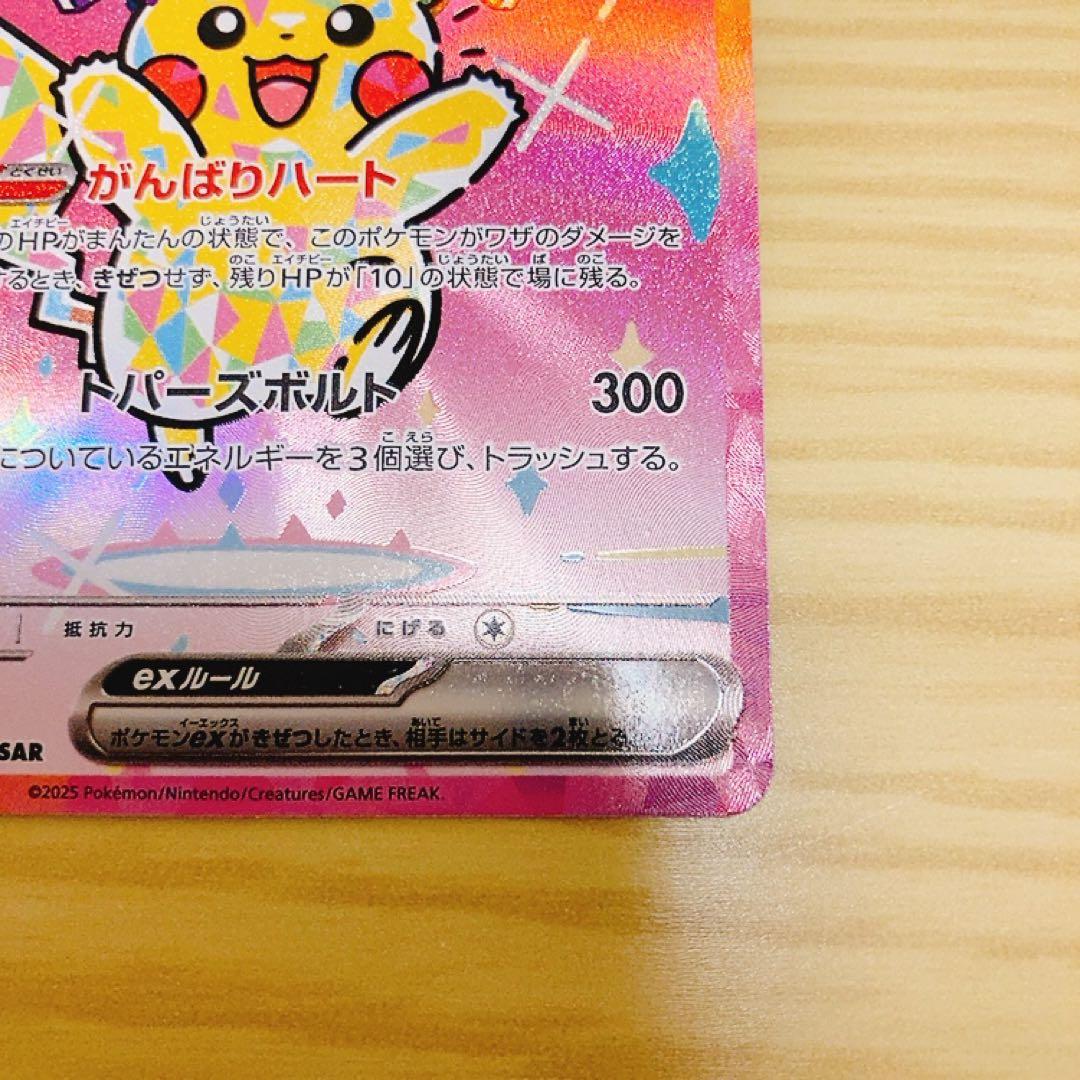 とくせい がんばりハート
のHPがまんたんの状態で、このポケモンがワザのダメージを
するとき、きぜつせず、残りHPが「10」の状態で場に残る。
トパーズボルト 300
についているエネルギーを3個選び、トラッシュする。
抵抗力 にげる
exルール
ポケモンexがきぜつしたとき、相手はサイドを2枚とる
SAR
©2025 Pokémon/Nintendo/Creatures/GAME FREAK.